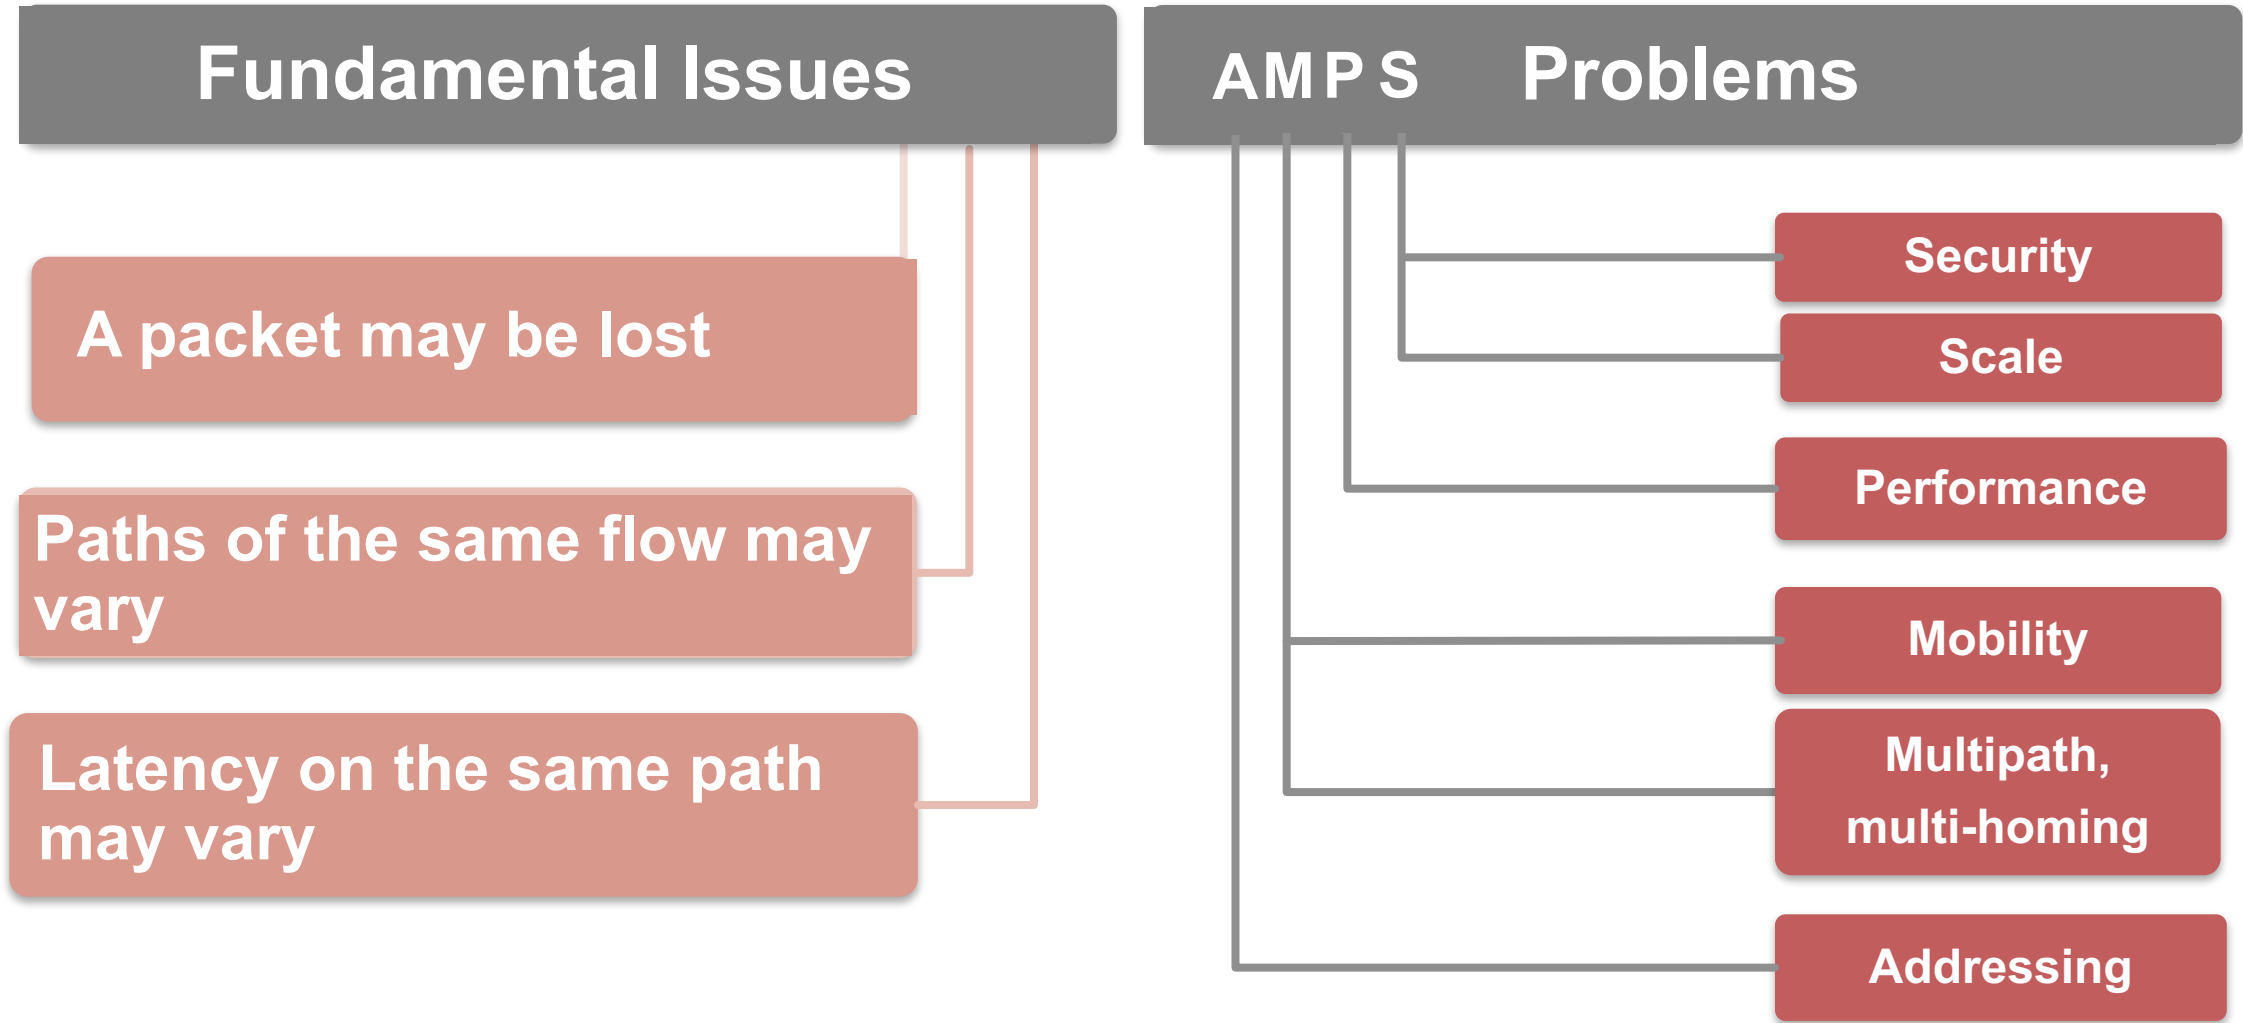 Fundamental Issues
A packet may be lost
Paths of the same flow may
vary
Latency on the same path
may vary
A M P S Problems
Security
Scale
Performance
Mobility
Multipath,
multi-homing
Addressing